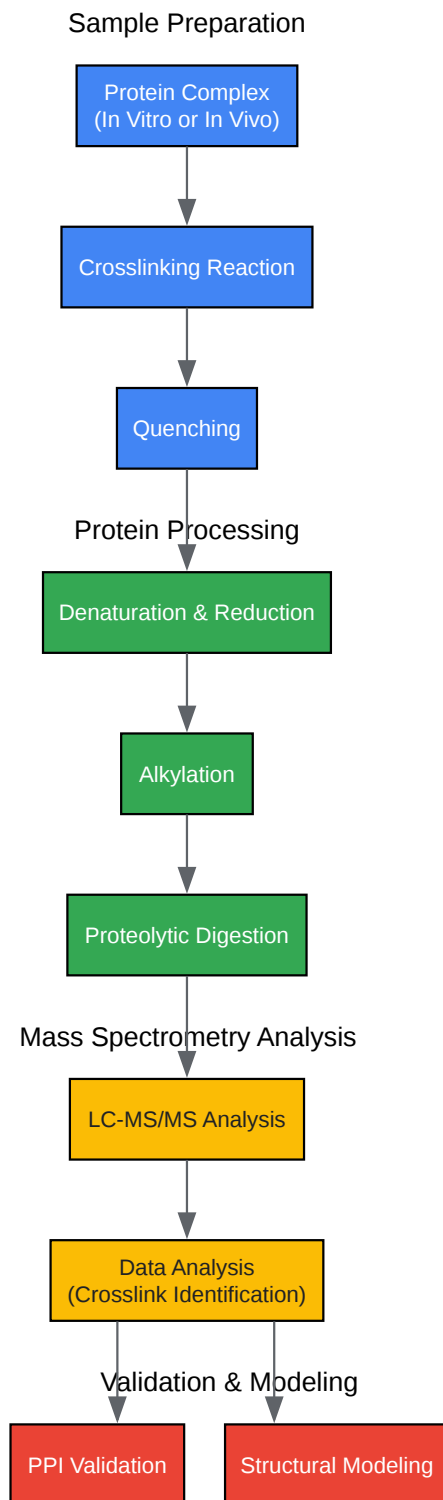 Sample Preparation
Protein Complex
(In Vitro or In Vivo)
Crosslinking Reaction
Quenching
Protein Processing
Denaturation & Reduction
Alkylation
Proteolytic Digestion
Mass Spectrometry Analysis
LC-MS/MS Analysis
Data Analysis
(Crosslink Identification)
Validation & Modeling
PPI Validation
Structural Modeling